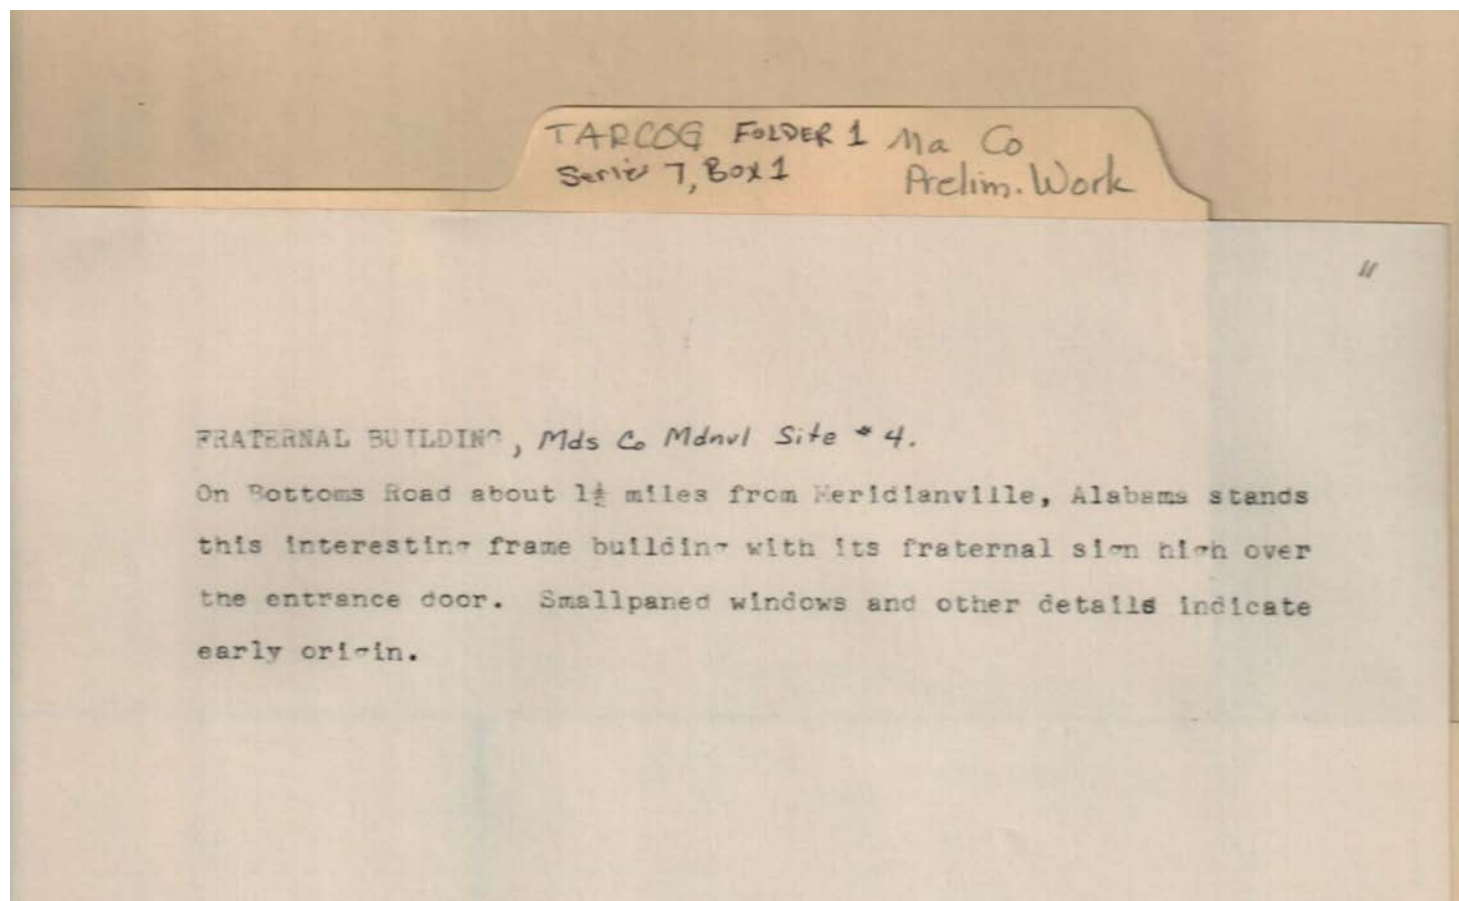 TARCOG FOLDER 1 Ma Co
Series 7, Box 1 Prelim. Work
11
FRATERNAL BUILDING, Mds Co Mdnvl Site # 4.
On Bottoms Road about 1½ miles from Meridianville, Alabama stands
this interesting frame building with its fraternal sign high over
the entrance door. Smallpaned windows and other details indicate
early origin.